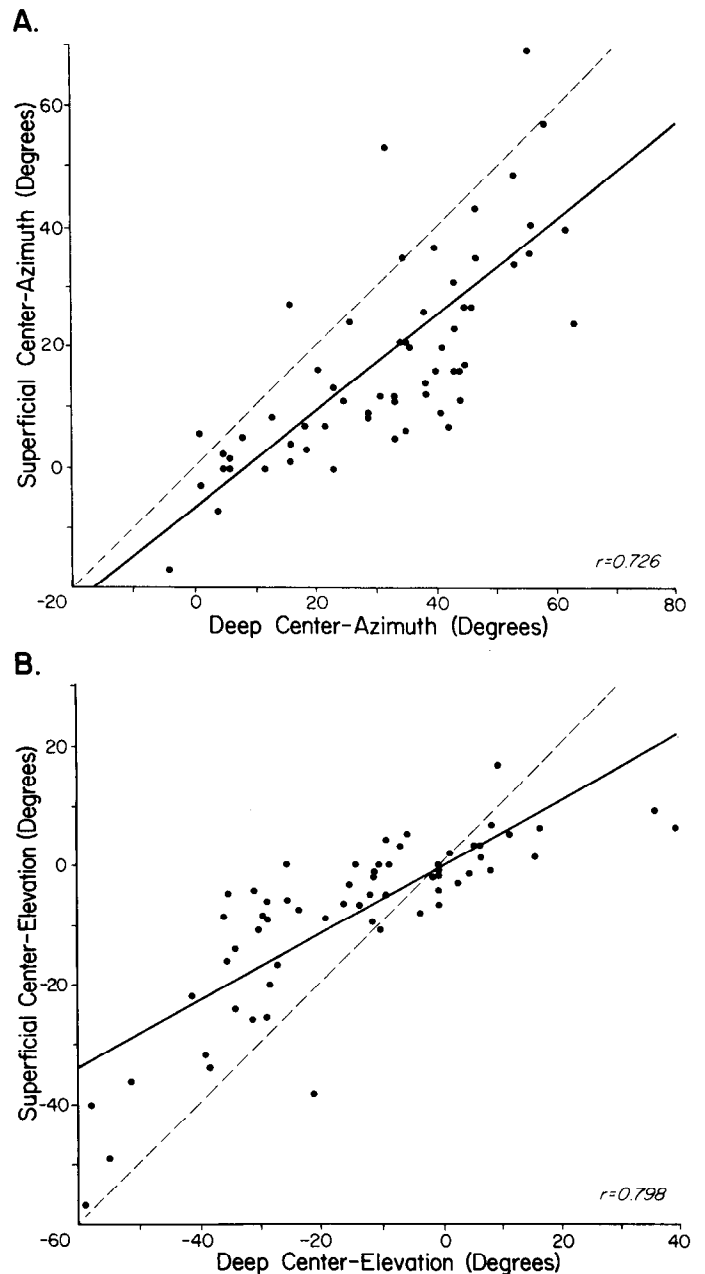 A.
Superficial Center-Azimuth (Degrees)
60
40
20
0
-20 0 20 40 60 80
r=0.726
Deep Center-Azimuth (Degrees)
B.
Superficial Center-Elevation (Degrees)
20
0
-20
-40
-60 -40 -20 0 20 40
r=0.798
Deep Center-Elevation (Degrees)